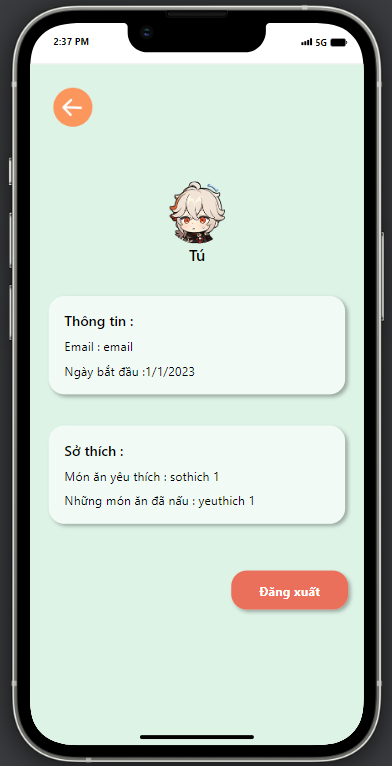 2:37 PM 5G
Tú
Thông tin :
Email : email
Ngày bắt đầu :1/1/2023
Sở thích :
Món ăn yêu thích : sothich 1
Những món ăn đã nấu : yeuthich 1
Đăng xuất